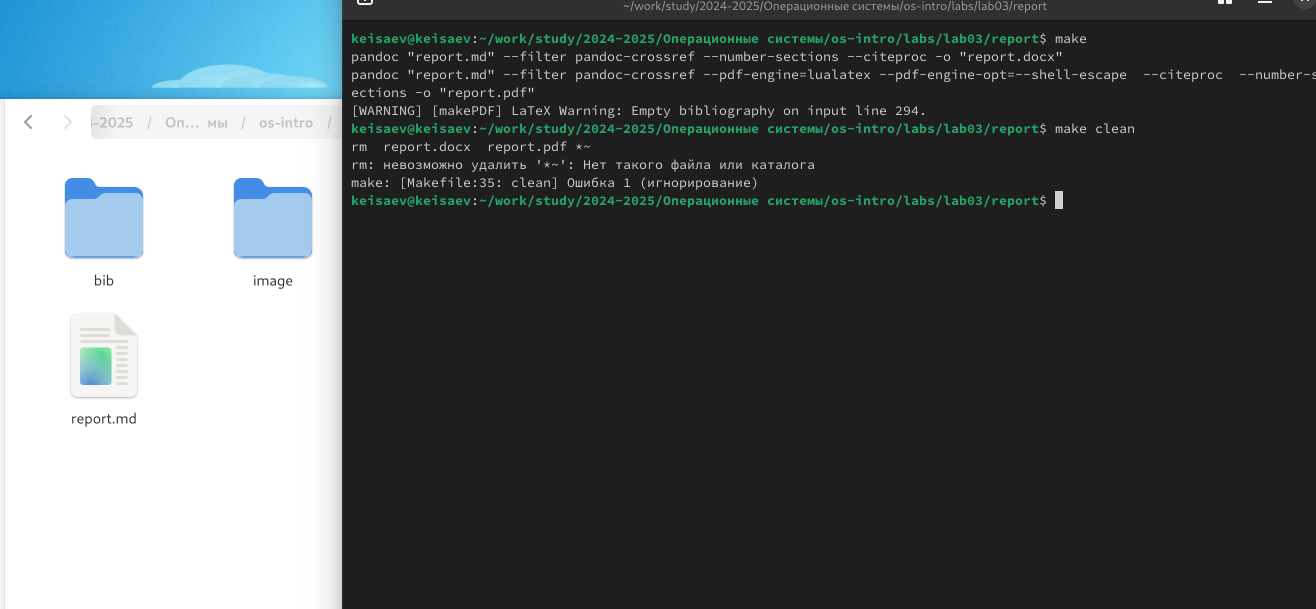 ~/work/study/2024-2025/Операционные системы/os-intro/labs/lab03/report
keisaev@keisaev:~/work/study/2024-2025/Операционные системы/os-intro/labs/lab03/report$ make
pandoc "report.md" --filter pandoc-crossref --number-sections --citeproc -o "report.docx"
pandoc "report.md" --filter pandoc-crossref --pdf-engine=lualatex --pdf-engine-opt=--shell-escape  --citeproc  --number-s
ections -o "report.pdf"
[WARNING] [makePDF] LaTeX Warning: Empty bibliography on input line 294.
keisaev@keisaev:~/work/study/2024-2025/Операционные системы/os-intro/labs/lab03/report$ make clean
rm  report.docx  report.pdf *~
rm: невозможно удалить '*~': Нет такого файла или каталога
make: [Makefile:35: clean] Ошибка 1 (игнорирование)
keisaev@keisaev:~/work/study/2024-2025/Операционные системы/os-intro/labs/lab03/report$
-2025 / Оп... мы / os-intro /
bib
image
report.md